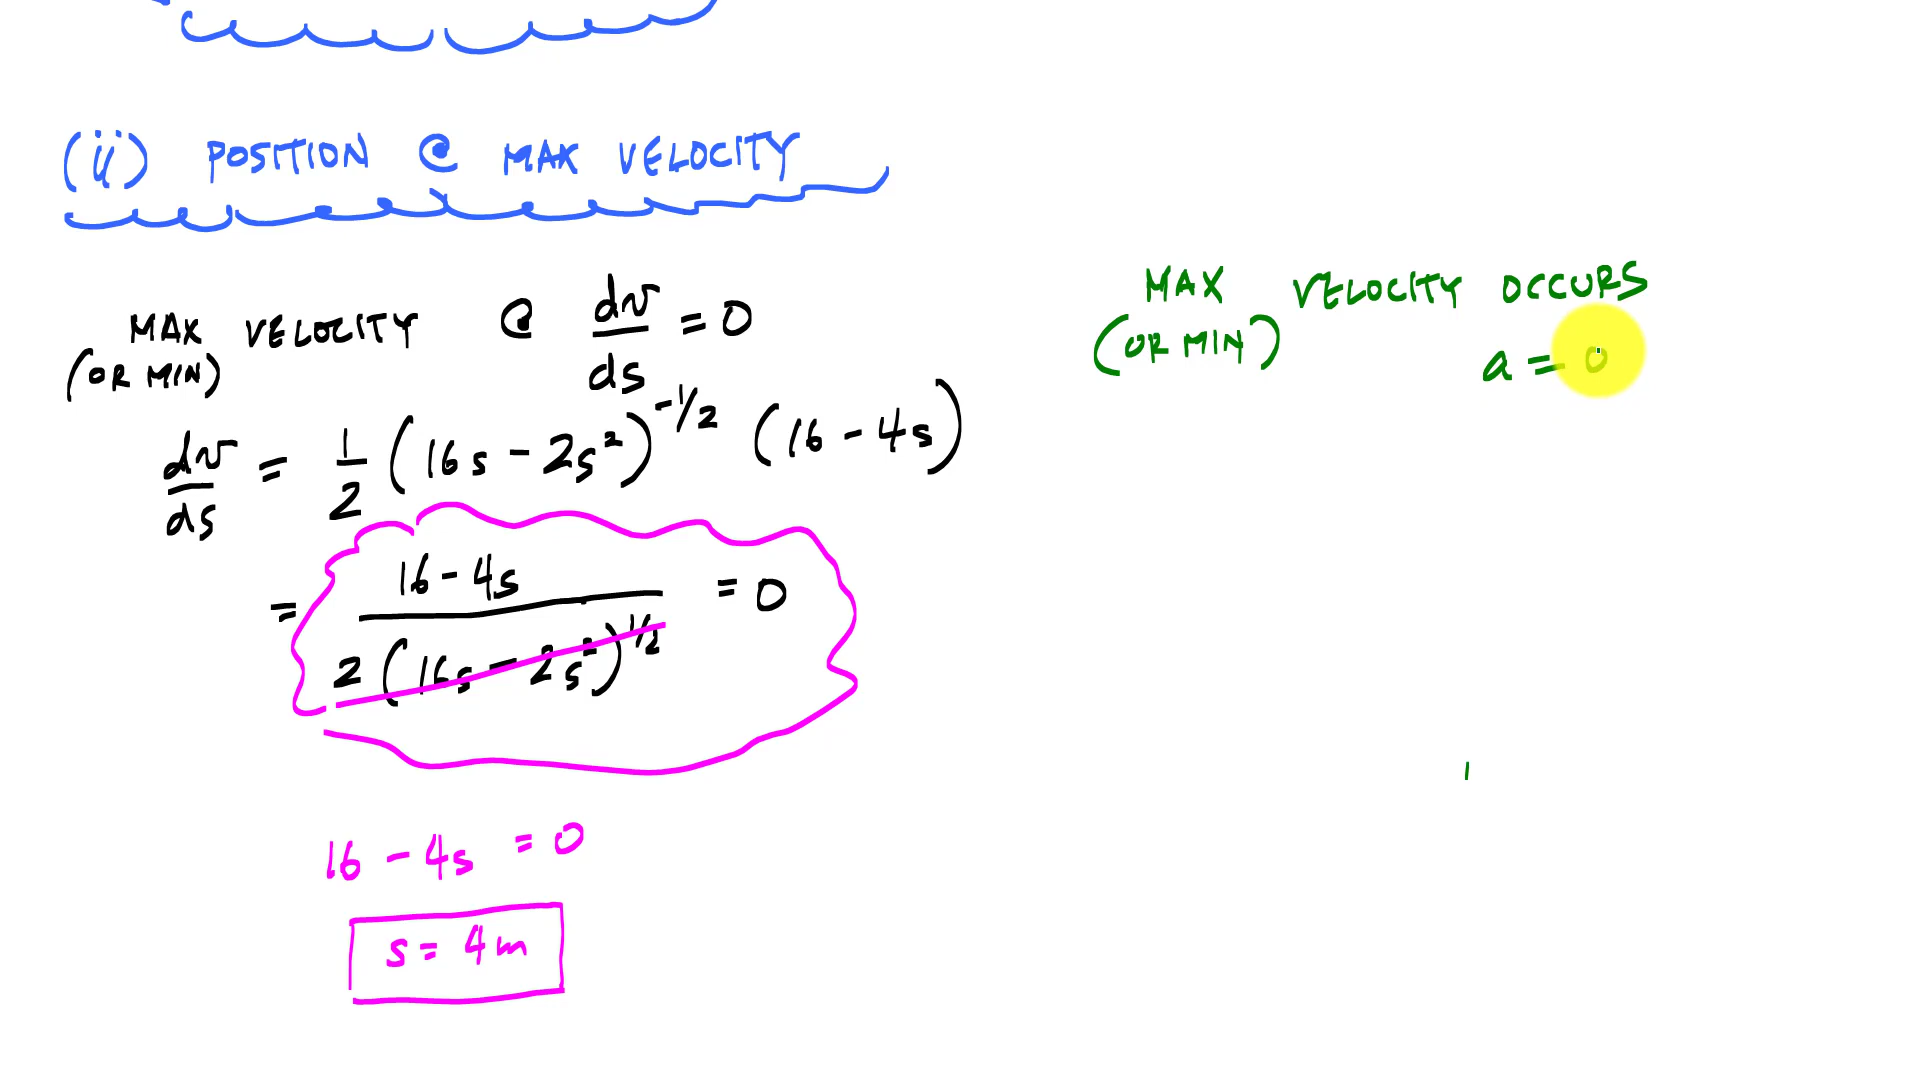 (ii) POSITION @ MAX VELOCITY
MAX VELOCITY @ dv/ds = 0
(OR MIN)
dv/ds = 1/2 (16s - 2s²)^-1/2 (16 - 4s)
= (16 - 4s) / 2(16s - 2s²)^1/2 = 0
16 - 4s = 0
s = 4m
MAX VELOCITY OCCURS
(OR MIN) a = 0